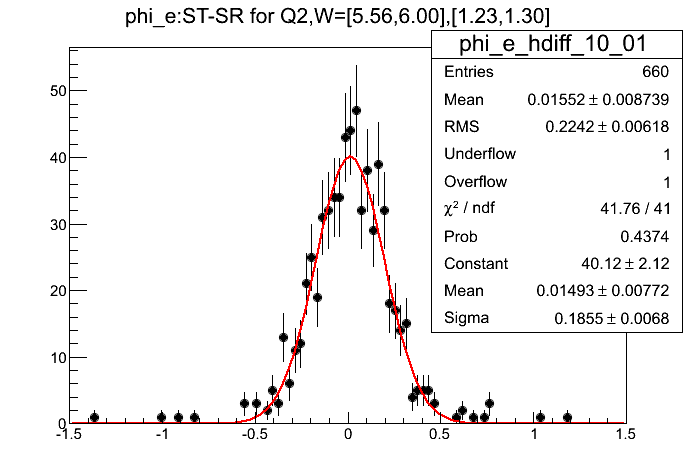 phi_e:ST-SR for Q2,W=[5.56,6.00],[1.23,1.30]
phi_e_hdiff_10_01
Entries 660
Mean 0.01552 ± 0.008739
RMS 0.2242 ± 0.00618
Underflow 1
Overflow 1
χ² / ndf 41.76 / 41
Prob 0.4374
Constant 40.12 ± 2.12
Mean 0.01493 ± 0.00772
Sigma 0.1855 ± 0.0068
50
40
30
20
10
0
-1.5 -1 -0.5 0 0.5 1 1.5